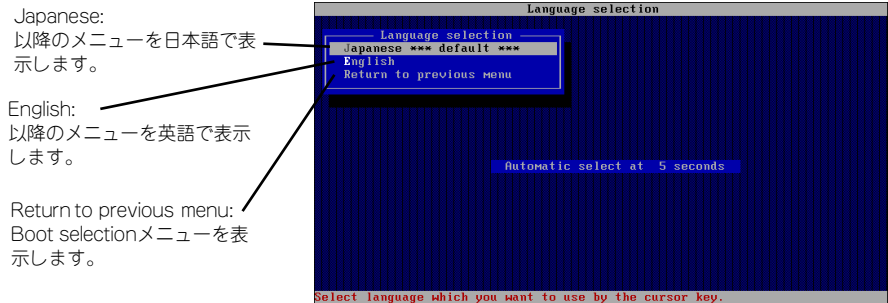 Japanese:
以降のメニューを日本語で表
示します。
English:
以降のメニューを英語で表示
します。
Return to previous menu:
Boot selectionメニューを表
示します。
Language selection
Language selection
Japanese *** default ***
English
Return to previous menu
Automatic select at 5 seconds
Select language which you want to use by the cursor key.